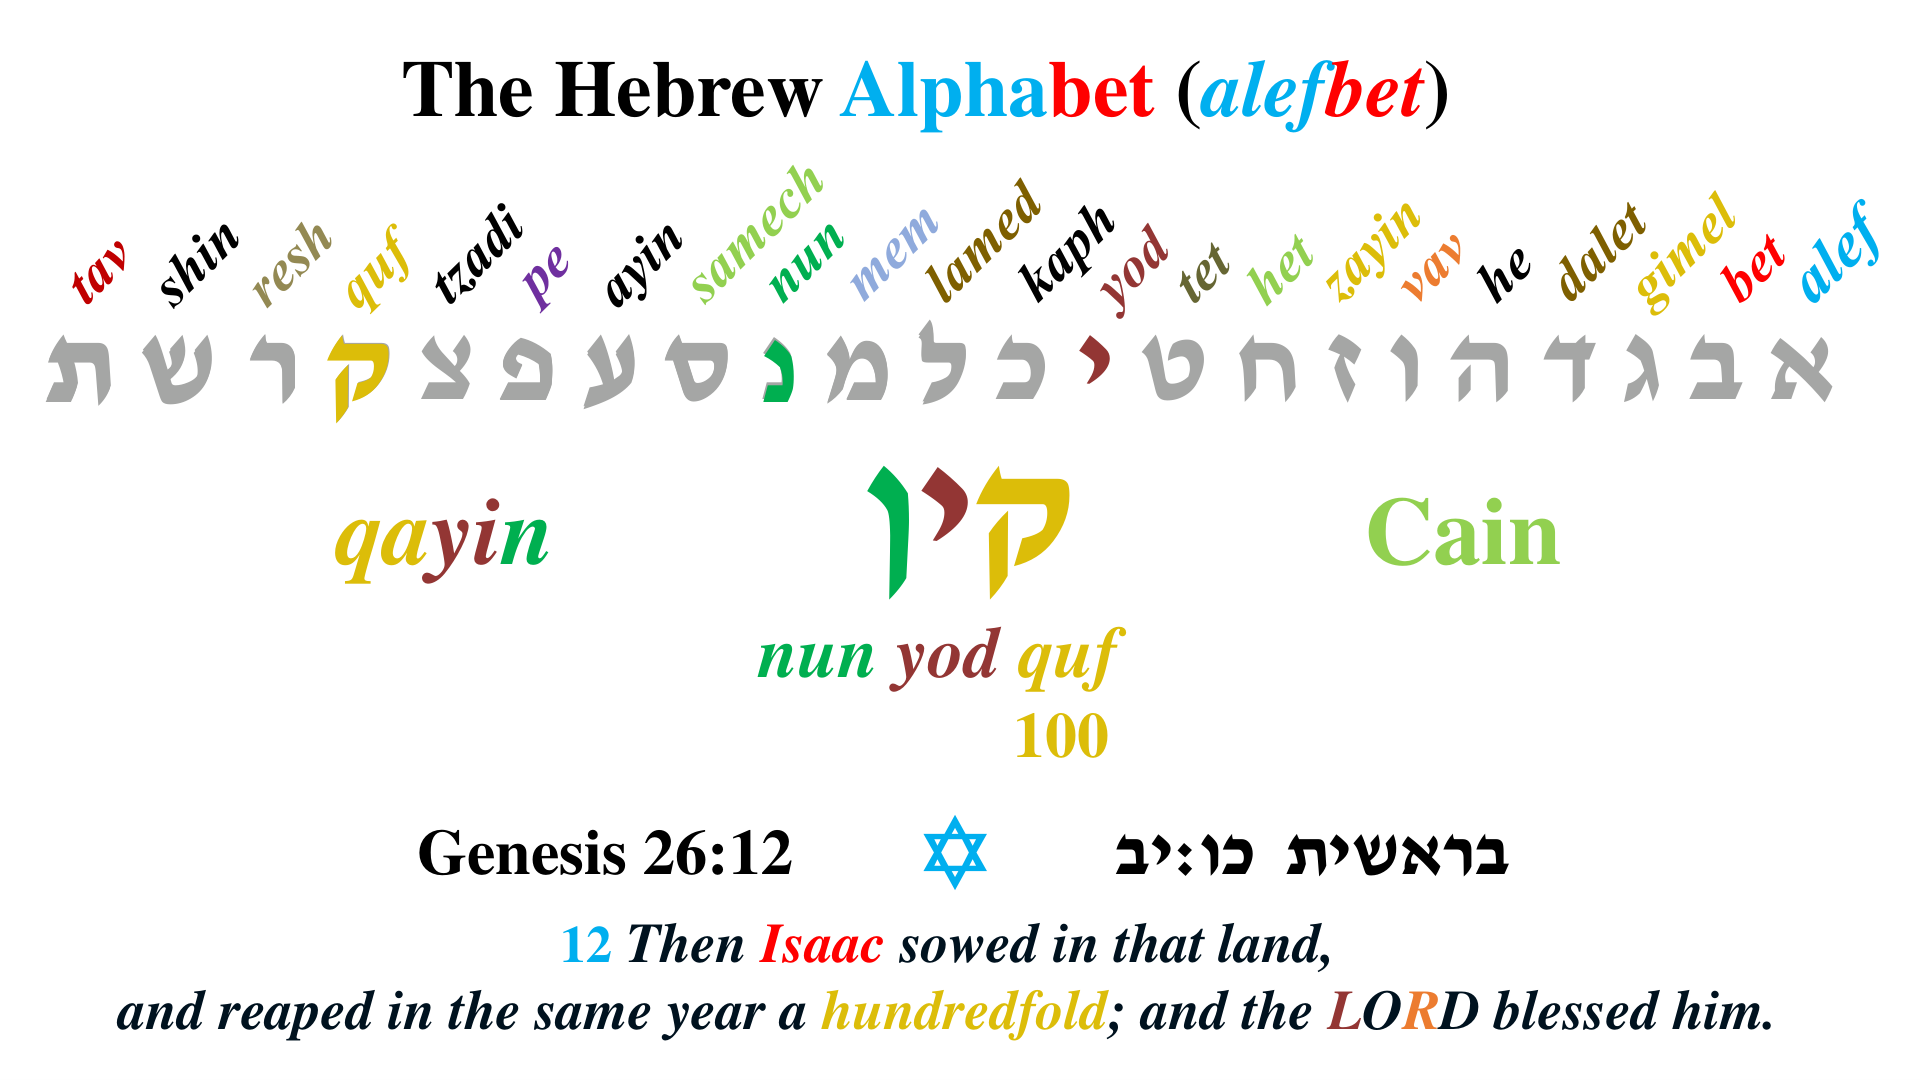 The Hebrew Alphabet (alefbet)
tav shin resh quf tzadi pe ayin samech nun mem lamed kaph yod tet het zayin vav he dalet gimel bet alef
אבגדהוזחטיכלמנסעפצקרשת
qayin קין Cain
nun yod quf
100
Genesis 26:12 ✡ בראשית כו:יב
12 Then Isaac sowed in that land,
and reaped in the same year a hundredfold; and the LORD blessed him.